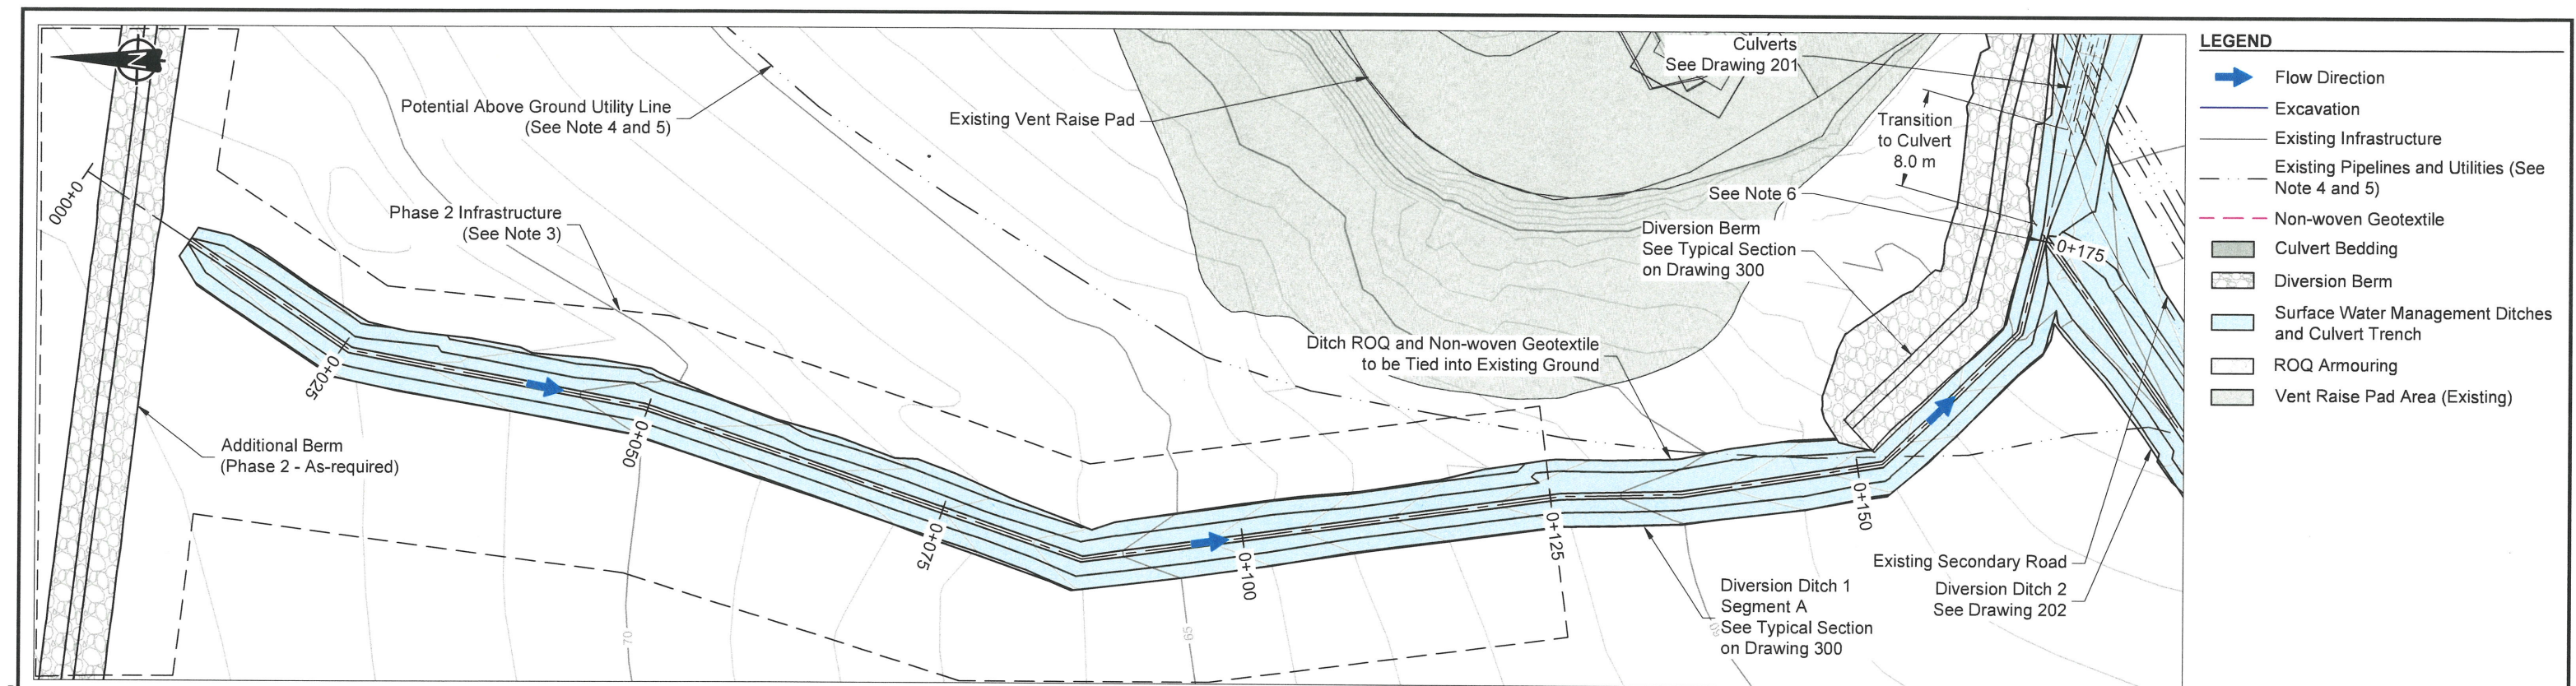 N
Potential Above Ground Utility Line
(See Note 4 and 5)
Existing Vent Raise Pad
Culverts
See Drawing 201
Transition
to Culvert
8.0 m
See Note 6
0+000
Phase 2 Infrastructure
(See Note 3)
Diversion Berm
See Typical Section
on Drawing 300
0+175
Ditch ROQ and Non-woven Geotextile
to be Tied into Existing Ground
0+025
0+050
Additional Berm
(Phase 2 - As-required)
0+075
0+100
0+125
0+150
Existing Secondary Road
Diversion Ditch 2
See Drawing 202
Diversion Ditch 1
Segment A
See Typical Section
on Drawing 300
70
65
60
LEGEND
Flow Direction
Excavation
Existing Infrastructure
Existing Pipelines and Utilities (See
Note 4 and 5)
Non-woven Geotextile
Culvert Bedding
Diversion Berm
Surface Water Management Ditches
and Culvert Trench
ROQ Armouring
Vent Raise Pad Area (Existing)